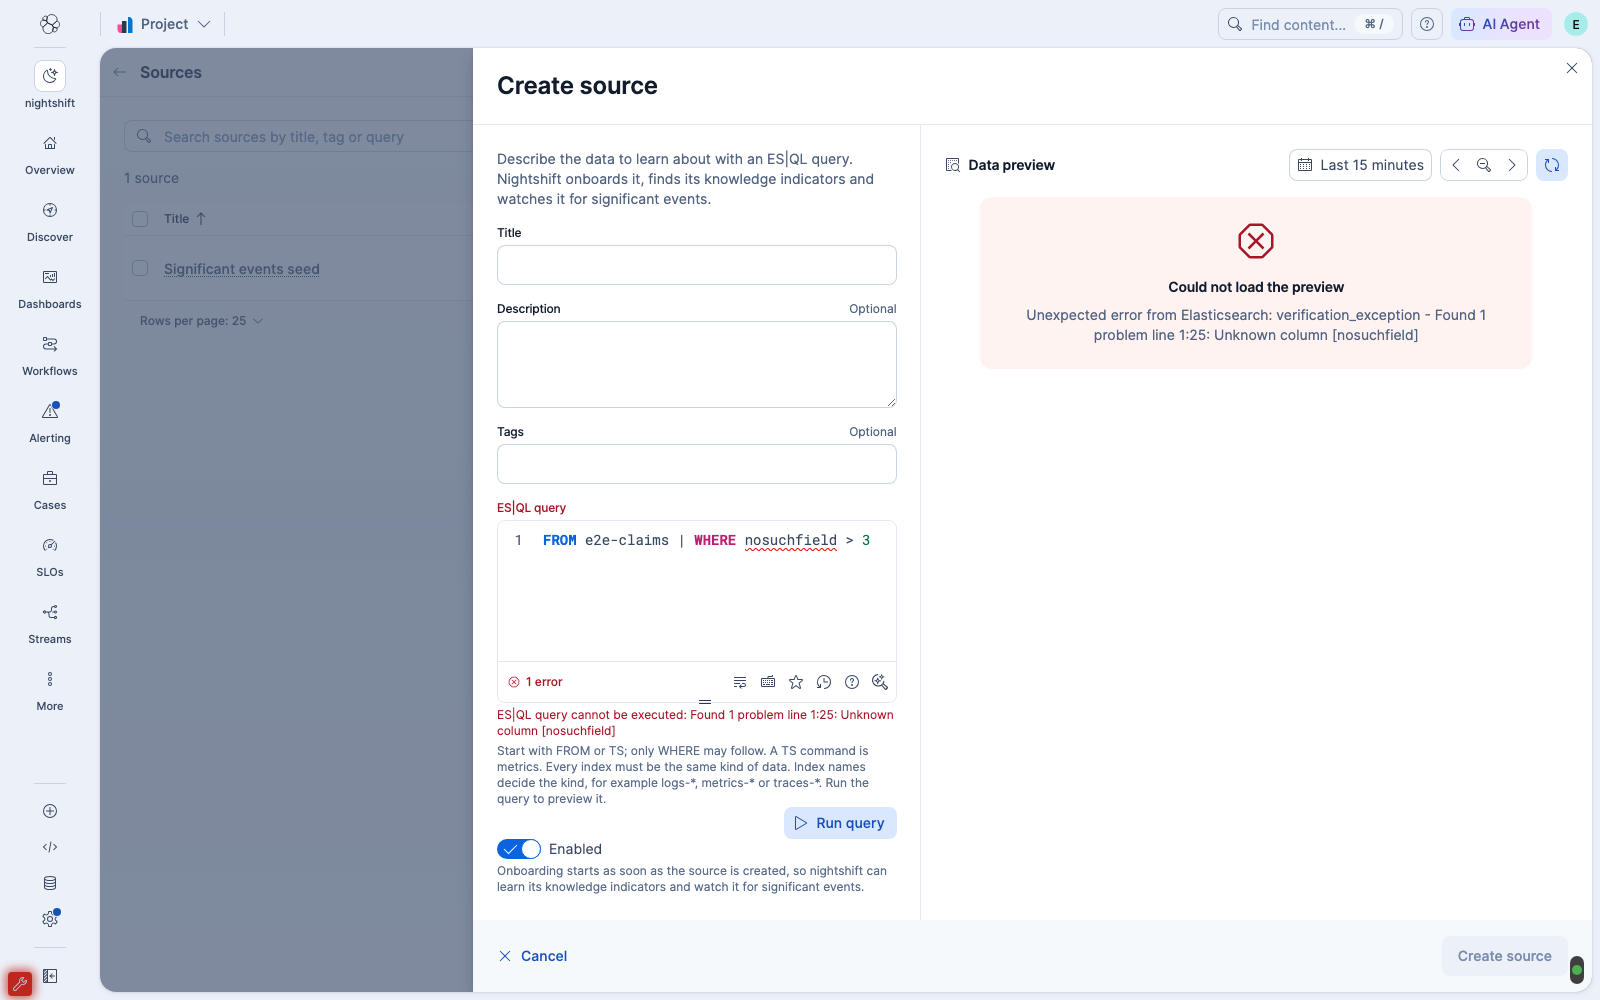 Project
Find content...
⌘ /
AI Agent
E
nightshift
Overview
Discover
Dashboards
Workflows
Alerting
Cases
SLOs
Streams
More
Sources
Search sources by title, tag or query
1 source
Title
Significant events seed
Rows per page: 25
Create source
Describe the data to learn about with an ES|QL query.
Nightshift onboards it, finds its knowledge indicators and
watches it for significant events.
Title
Description
Optional
Tags
Optional
ES|QL query
1 FROM e2e-claims | WHERE nosuchfield > 3
1 error
ES|QL query cannot be executed: Found 1 problem line 1:25: Unknown
column [nosuchfield]
Start with FROM or TS; only WHERE may follow. A TS command is
metrics. Every index must be the same kind of data. Index names
decide the kind, for example logs-*, metrics-* or traces-*. Run the
query to preview it.
Run query
Enabled
Onboarding starts as soon as the source is created, so nightshift can
learn its knowledge indicators and watch it for significant events.
Cancel
Create source
Data preview
Last 15 minutes
Could not load the preview
Unexpected error from Elasticsearch: verification_exception - Found 1
problem line 1:25: Unknown column [nosuchfield]